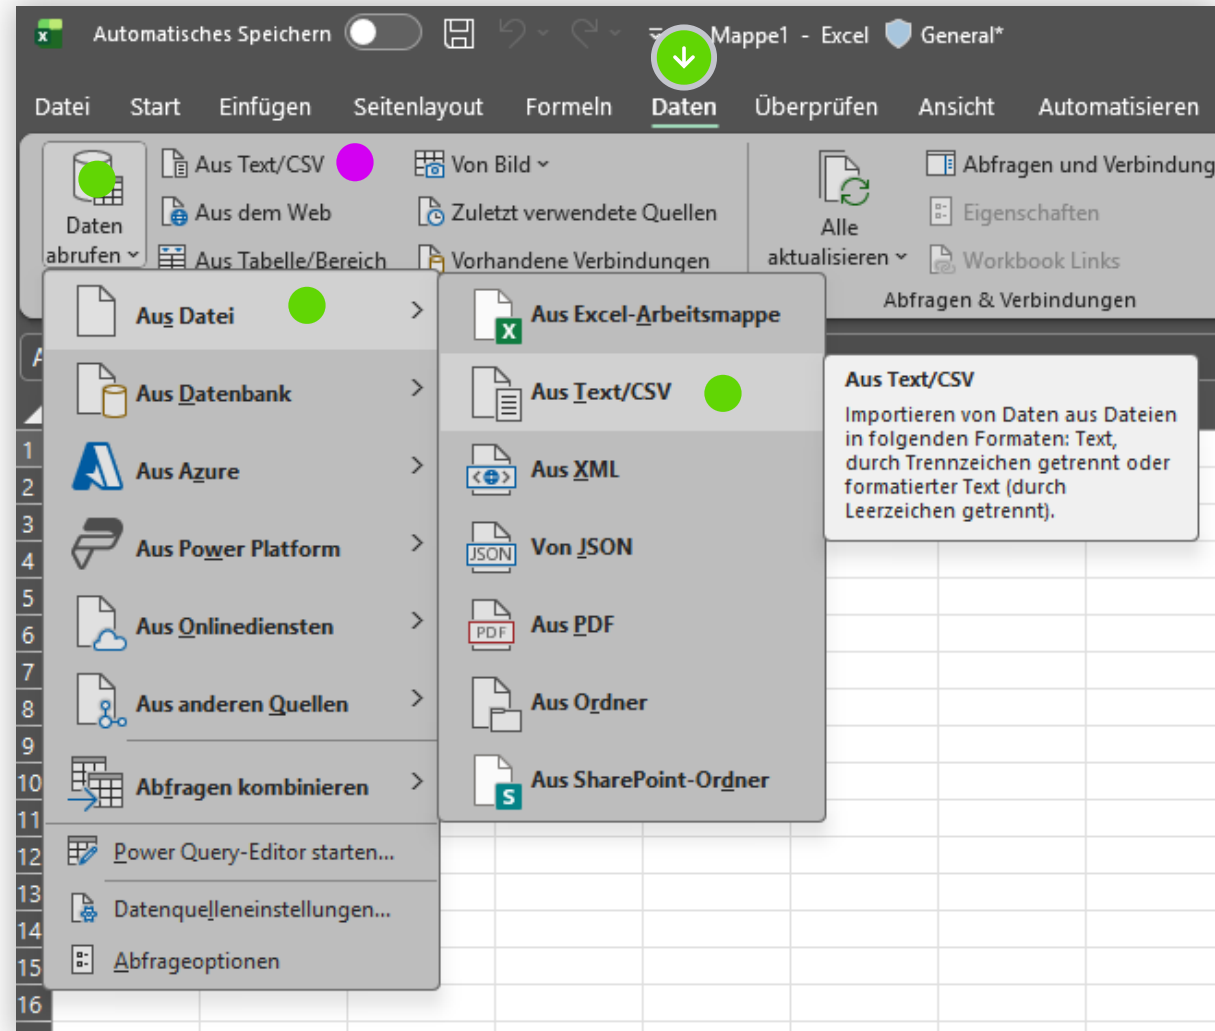 Automatisches Speichern
Mappe1 - Excel
General*
Datei
Start
Einfügen
Seitenlayout
Formeln
Daten
Überprüfen
Ansicht
Automatisieren
Daten
abrufen
Aus Text/CSV
Aus dem Web
Aus Tabelle/Bereich
Von Bild
Zuletzt verwendete Quellen
Vorhandene Verbindungen
Alle
aktualisieren
Abfragen und Verbindung
Eigenschaften
Workbook Links
Abfragen & Verbindungen
Aus Datei
Aus Datenbank
Aus Azure
Aus Power Platform
Aus Onlinediensten
Aus anderen Quellen
Abfragen kombinieren
Power Query-Editor starten...
Datenquelleneinstellungen...
Abfrageoptionen
Aus Excel-Arbeitsmappe
Aus Text/CSV
Aus XML
JSON
Von JSON
PDF
Aus PDF
Aus Ordner
Aus SharePoint-Ordner
Aus Text/CSV
Importieren von Daten aus Dateien
in folgenden Formaten: Text,
durch Trennzeichen getrennt oder
formatierter Text (durch
Leerzeichen getrennt).
1
2
3
4
5
6
7
8
9
10
11
12
13
14
15
16